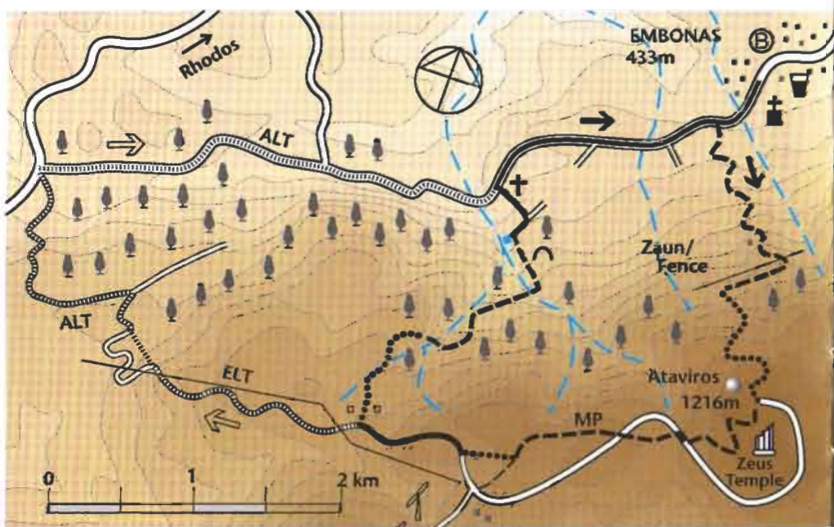 EMBONAS
433m
B
Rhodos
ALT
Zaun/
Fence
ALT
ELT
Ataviros
1216m
MP
Zeus
Temple
0 1 2 km